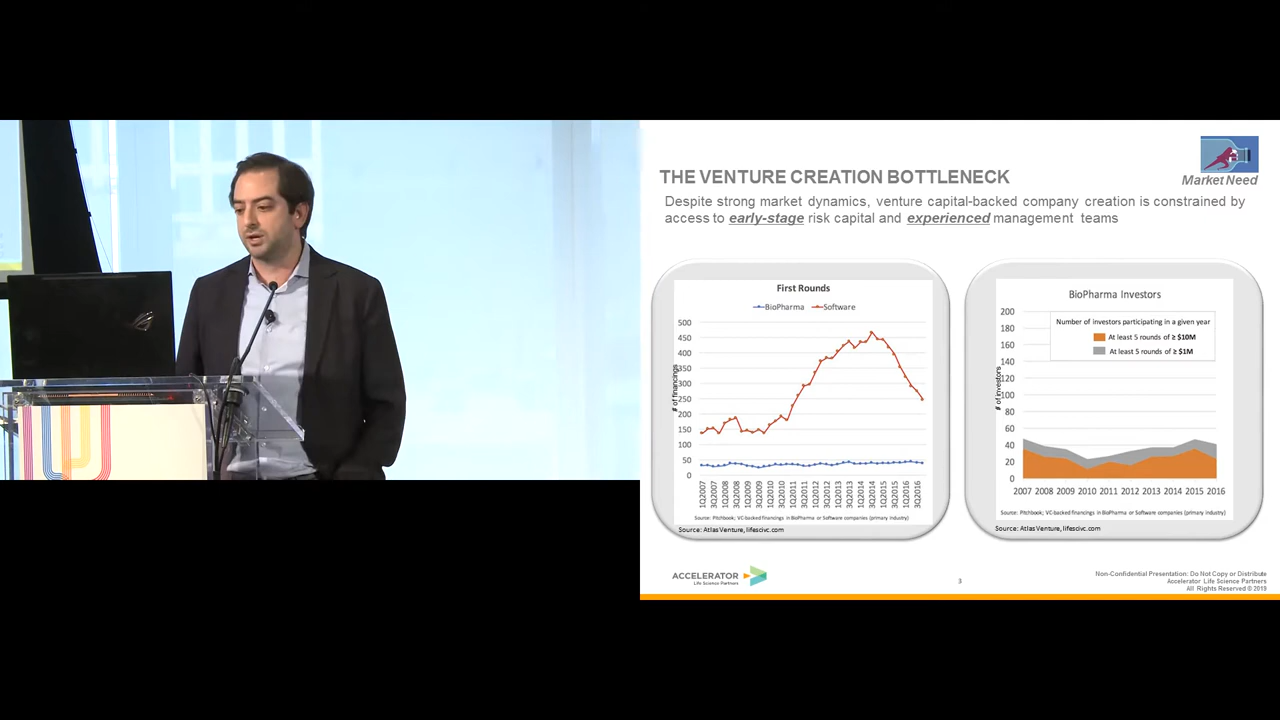 THE VENTURE CREATION BOTTLENECK
Market Need
Despite strong market dynamics, venture capital-backed company creation is constrained by
access to early-stage risk capital and experienced management teams
First Rounds
BioPharma Software
# of financings
500
450
400
350
300
250
200
150
100
50
0
1Q2007
3Q2007
1Q2008
3Q2008
1Q2009
3Q2009
1Q2010
3Q2010
1Q2011
3Q2011
1Q2012
3Q2012
1Q2013
3Q2013
1Q2014
3Q2014
1Q2015
3Q2015
1Q2016
3Q2016
Source: Pitchbook; VC-backed financings in BioPharma or Software companies (primary industry)
Source: Atlas Venture, lifescivc.com
BioPharma Investors
Number of investors participating in a given year
At least 5 rounds of ≥ $10M
At least 5 rounds of ≥ $1M
# of investors
200
180
160
140
120
100
80
60
40
20
0
2007 2008 2009 2010 2011 2012 2013 2014 2015 2016
Source: Pitchbook; VC-backed financings in BioPharma or Software companies (primary industry)
Source: Atlas Venture, lifescivc.com
ACCELERATOR
Life Science Partners
3
Non-Confidential Presentation: Do Not Copy or Distribute
Accelerator Life Science Partners
All Rights Reserved © 2019